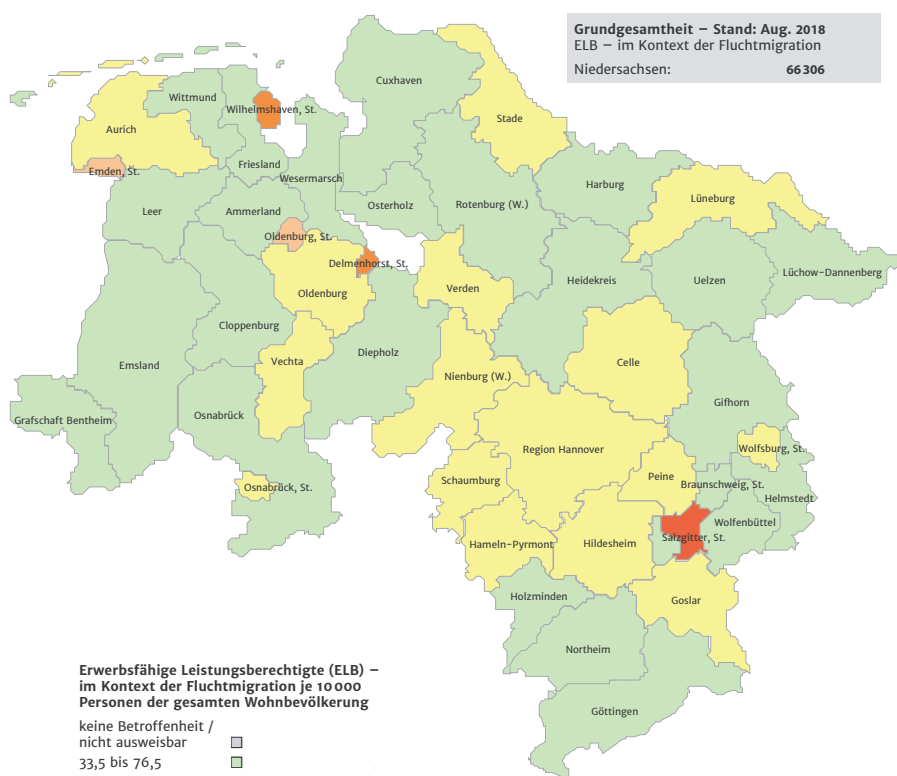 Grundgesamtheit – Stand: Aug. 2018
ELB – im Kontext der Fluchtmigration
Niedersachsen: 66 306
Cuxhaven
Wittmund
Wilhelmshaven, St.
Stade
Aurich
Friesland
Emden, St.
Wesermarsch
Harburg
Lüneburg
Leer
Ammerland
Osterholz
Rotenburg (W.)
Oldenburg, St.
Delmenhorst, St.
Lüchow-Dannenberg
Oldenburg
Verden
Heidekreis
Uelzen
Cloppenburg
Diepholz
Vechta
Celle
Emsland
Nienburg (W.)
Gifhorn
Grafschaft Bentheim
Osnabrück
Region Hannover
Wolfsburg, St.
Peine
Schaumburg
Braunschweig, St.
Osnabrück, St.
Helmstedt
Wolfenbüttel
Salzgitter, St.
Hameln-Pyrmont
Hildesheim
Holzminden
Goslar
Northeim
Göttingen
Erwerbsfähige Leistungsberechtigte (ELB) –
im Kontext der Fluchtmigration je 10 000
Personen der gesamten Wohnbevölkerung
keine Betroffenheit /
nicht ausweisbar
33,5 bis 76,5